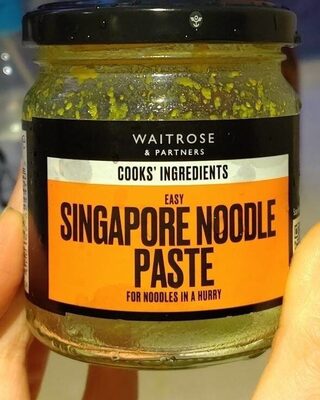 WAITROSE
& PARTNERS
COOKS' INGREDIENTS
EASY
SINGAPORE NOODLE
PASTE
FOR NOODLES IN A HURRY